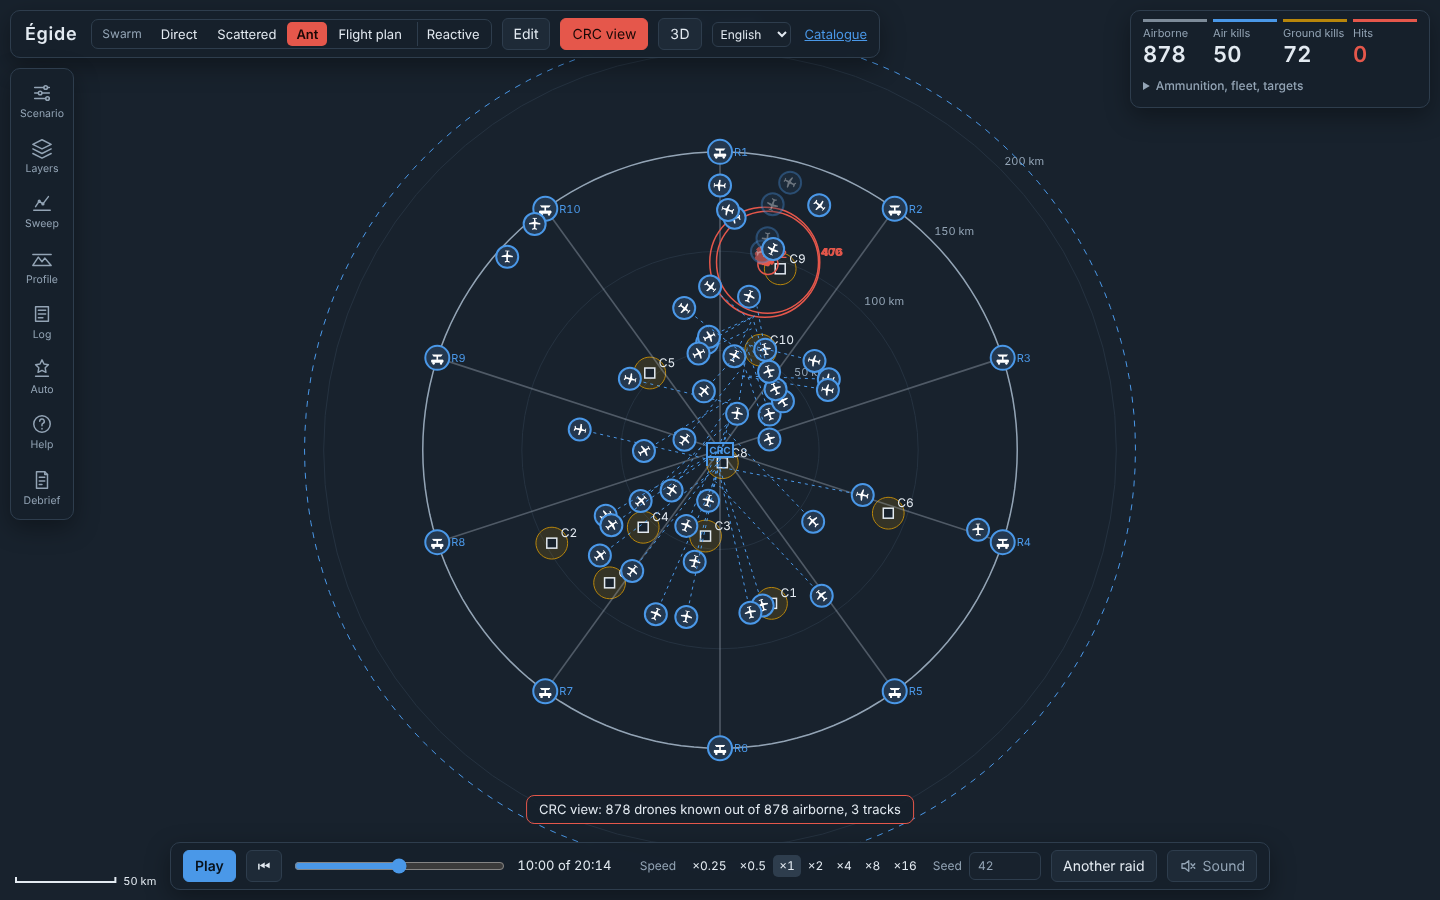 Égide
Swarm Direct Scattered Ant Flight plan Reactive Edit CRC view 3D English Catalogue
Airborne Air kills Ground kills Hits
878 50 72 0
Ammunition, fleet, targets
Scenario
Layers
Sweep
Profile
Log
Auto
Help
Debrief
200 km
150 km
100 km
R1
R2
R10
C9
C10
C5
R9
R3
CRC
C8
C6
C4
C2
C3
R8
R4
C1
R7
R5
CRC view: 878 drones known out of 878 airborne, 3 tracks
Play 10:00 of 20:14 Speed ×0.25 ×0.5 ×1 ×2 ×4 ×8 ×16 Seed 42 Another raid Sound
50 km